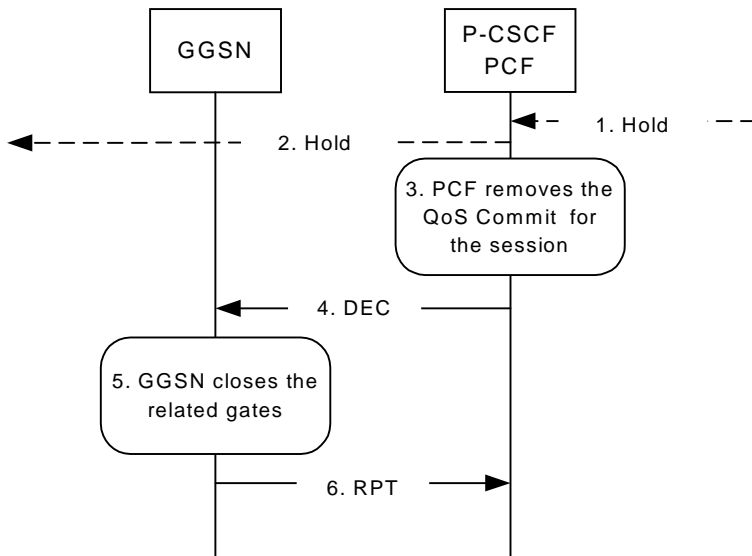 GGSN
P-CSCF
PCF
1. Hold
2. Hold
3. PCF removes the
QoS Commit for
the session
4. DEC
5. GGSN closes the
related gates
6. RPT